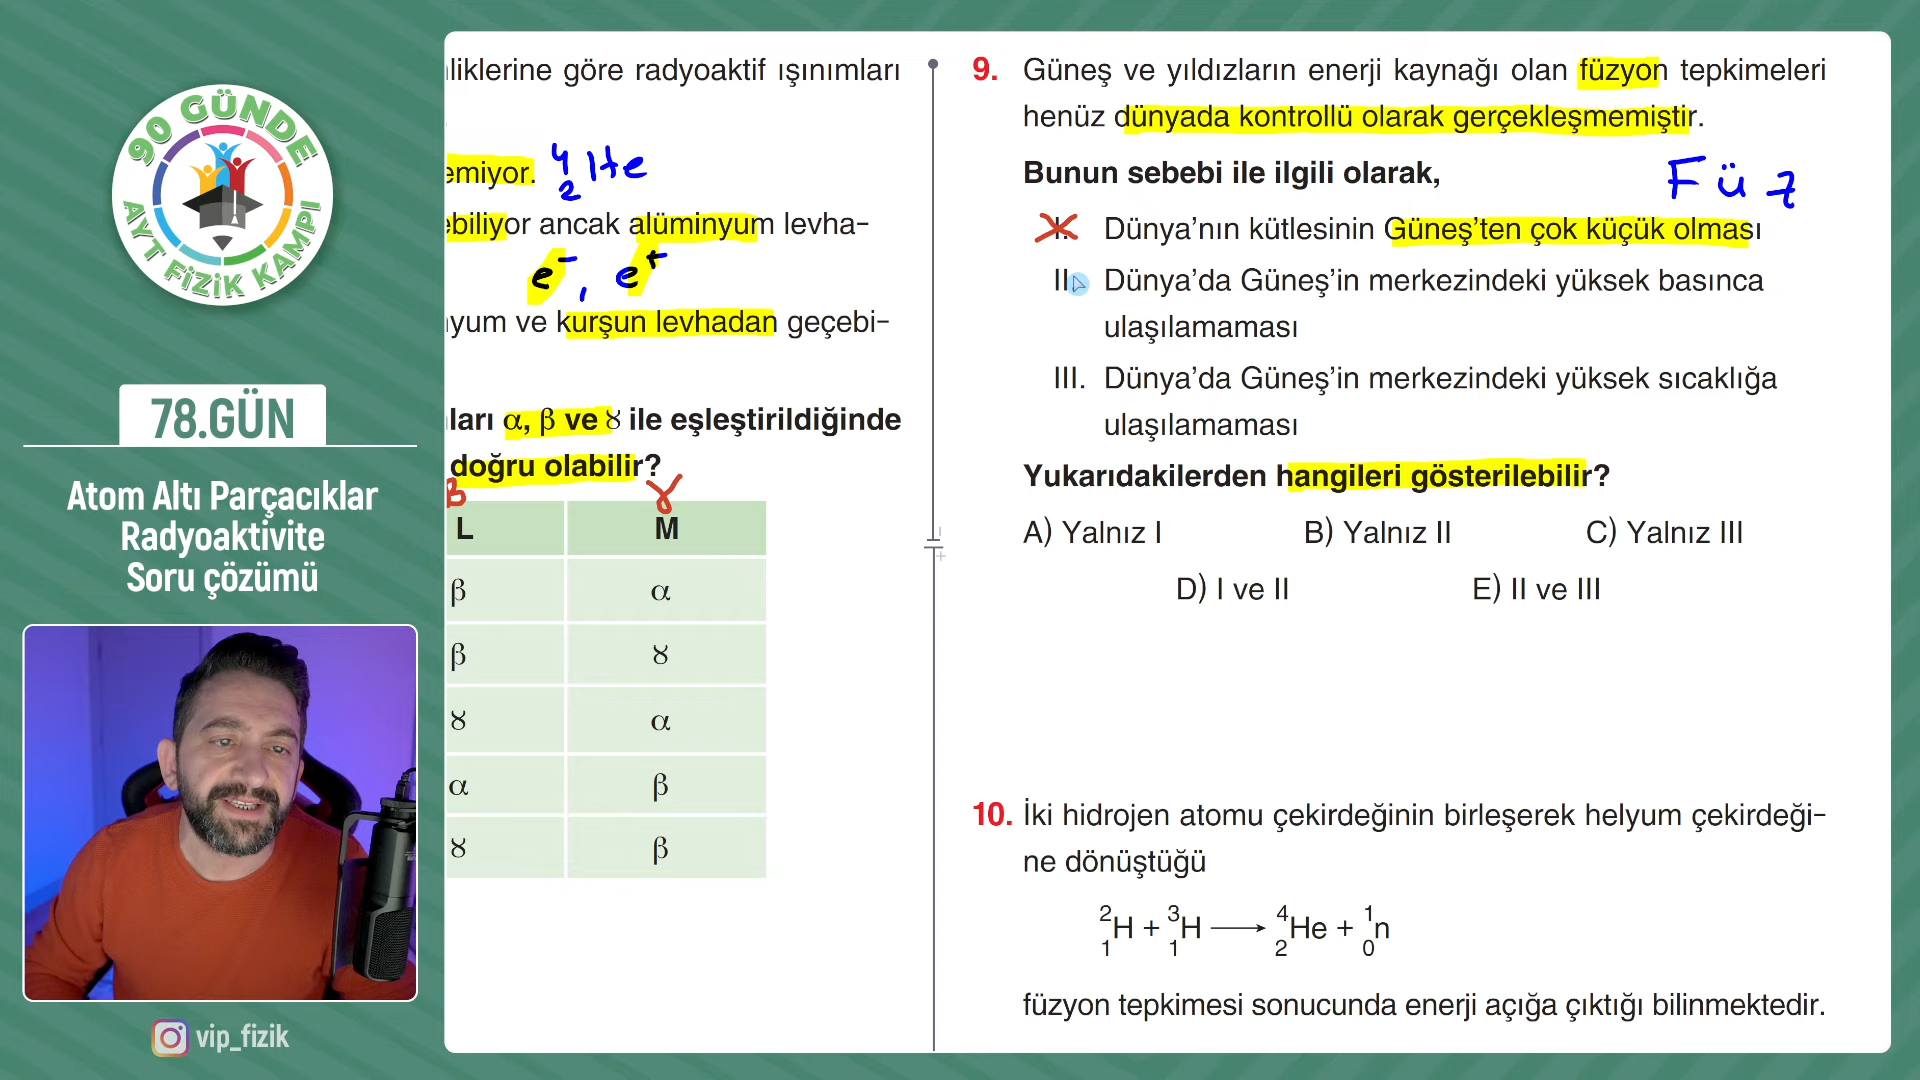 90 GÜNDE
AYT FİZİK KAMPI
78.GÜN
Atom Altı Parçacıklar
Radyoaktivite
Soru çözümü
vip_fizik
liklerine göre radyoaktif ışınımları
emiyor. 4 2 He
ebiliyor ancak alüminyum levha-
e⁻, e⁺
yum ve kurşun levhadan geçebi-
ları α, β ve ɣ ile eşleştirildiğinde
doğru olabilir?
β ɣ
L M
β α
β ɣ
ɣ α
α β
ɣ β
9. Güneş ve yıldızların enerji kaynağı olan füzyon tepkimeleri
henüz dünyada kontrollü olarak gerçekleşmemiştir.
Bunun sebebi ile ilgili olarak,
Füz
I. Dünya’nın kütlesinin Güneş’ten çok küçük olması
II Dünya’da Güneş’in merkezindeki yüksek basınca
ulaşılamaması
III. Dünya’da Güneş’in merkezindeki yüksek sıcaklığa
ulaşılamaması
Yukarıdakilerden hangileri gösterilebilir?
A) Yalnız I B) Yalnız II C) Yalnız III
D) I ve II E) II ve III
10. İki hidrojen atomu çekirdeğinin birleşerek helyum çekirdeği-
ne dönüştüğü
²₁H + ³₁H ⟶ ⁴₂He + ¹₀n
füzyon tepkimesi sonucunda enerji açığa çıktığı bilinmektedir.